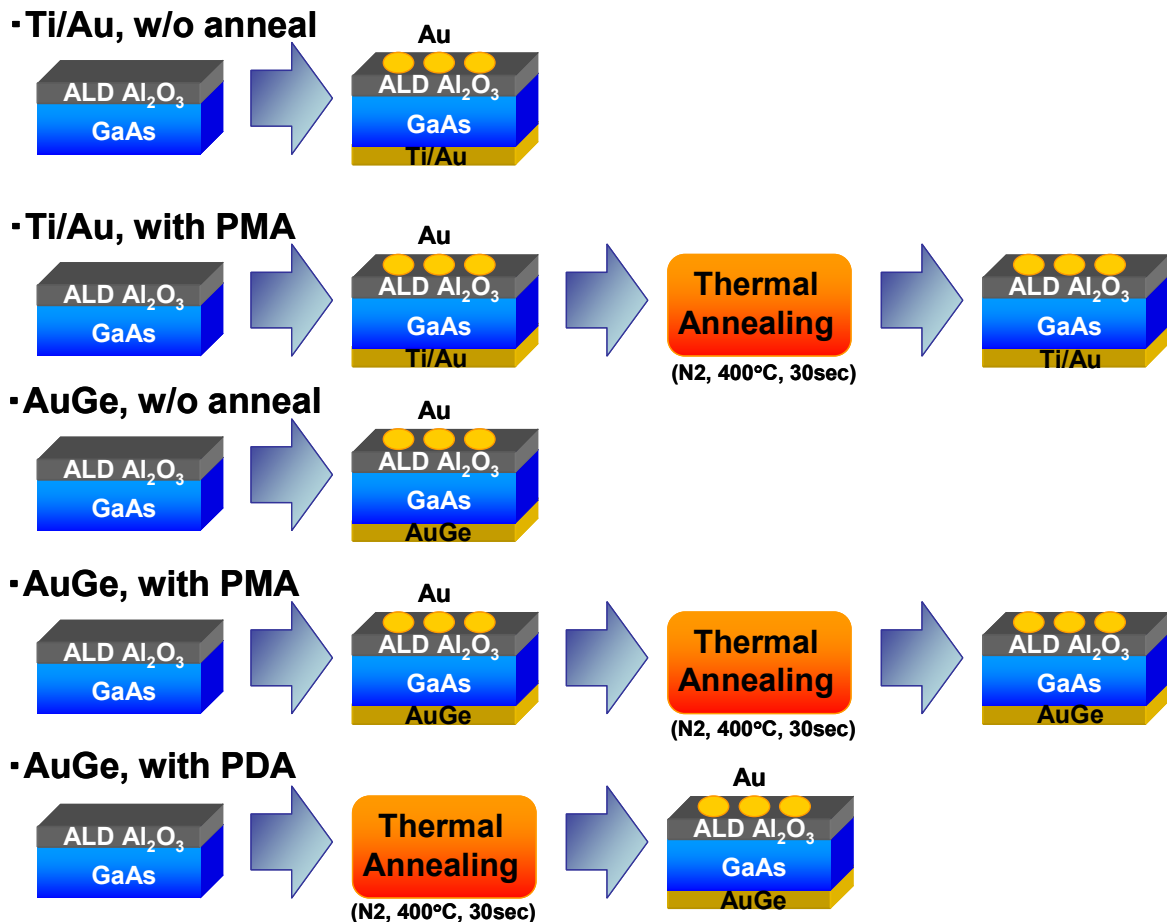 ▪Ti/Au, w/o anneal
Au
ALD Al₂O₃
GaAs
ALD Al₂O₃
GaAs
Ti/Au
▪Ti/Au, with PMA
Au
ALD Al₂O₃
GaAs
ALD Al₂O₃
GaAs
Ti/Au
Thermal
Annealing
(N2, 400°C, 30sec)
ALD Al₂O₃
GaAs
Ti/Au
▪AuGe, w/o anneal
Au
ALD Al₂O₃
GaAs
ALD Al₂O₃
GaAs
AuGe
▪AuGe, with PMA
Au
ALD Al₂O₃
GaAs
ALD Al₂O₃
GaAs
AuGe
Thermal
Annealing
(N2, 400°C, 30sec)
ALD Al₂O₃
GaAs
AuGe
▪AuGe, with PDA
ALD Al₂O₃
GaAs
Thermal
Annealing
(N2, 400°C, 30sec)
Au
ALD Al₂O₃
GaAs
AuGe